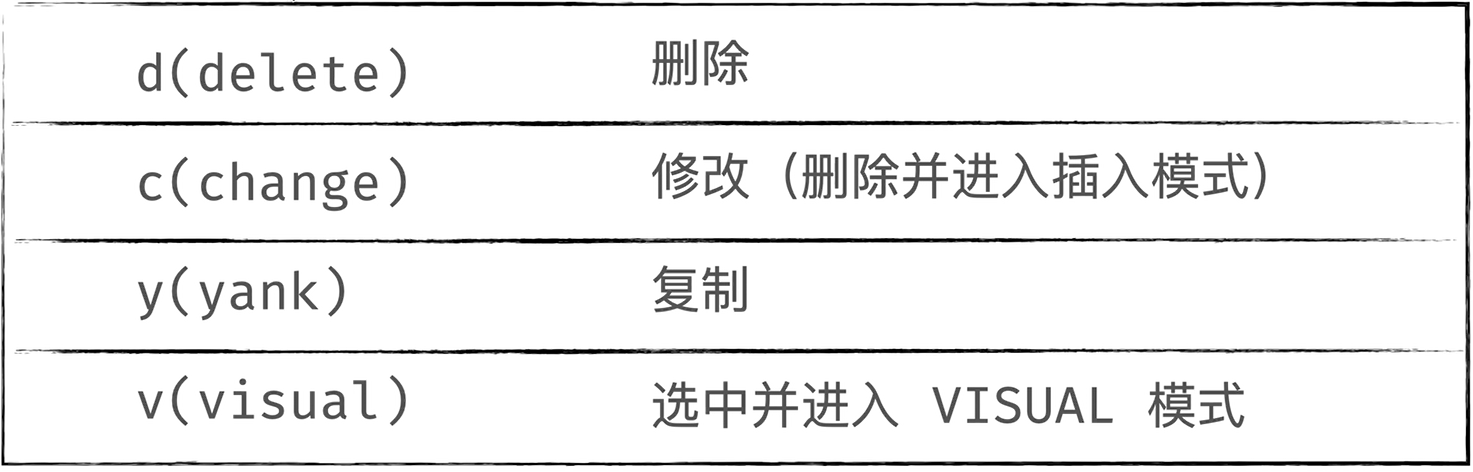 d(delete) 删除
c(change) 修改（删除并进入插入模式）
y(yank) 复制
v(visual) 选中并进入 VISUAL 模式